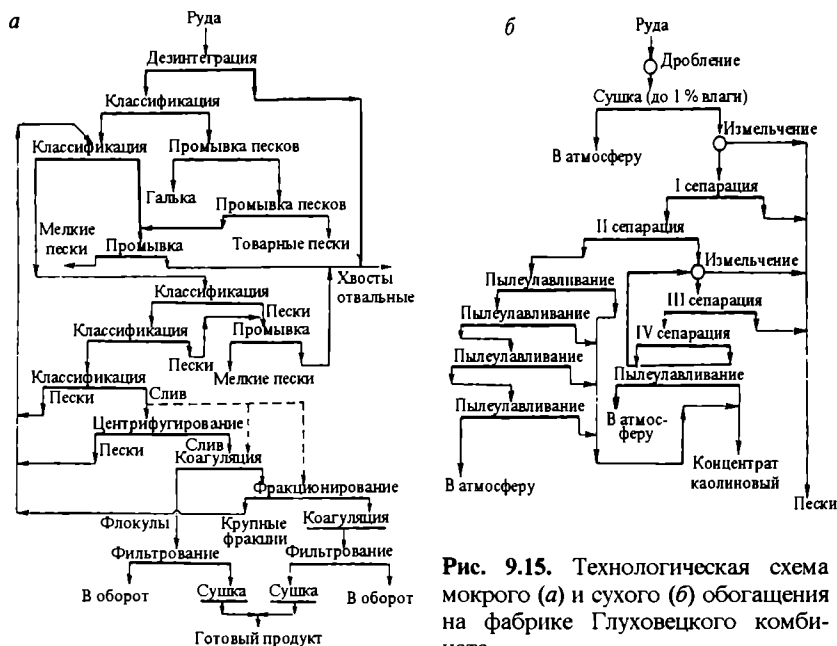 а
Руда
Дезинтеграция
Классификация
Классификация
Промывка песков
Галька
Промывка песков
Мелкие
пески
Промывка
Товарные пески
Хвосты
отвальные
Классификация
Пески
Классификация
Промывка
Пески
Мелкие пески
Классификация
Пески
Слив
Центрифугирование
Пески
Слив
Коагуляция
Фракционирование
Флокулы
Крупные
фракции
Коагуляция
Фильтрование
Фильтрование
В оборот
Сушка
Сушка
В оборот
Готовый продукт
б
Руда
Дробление
Сушка (до 1 % влаги)
Измельчение
В атмосферу
I сепарация
II сепарация
Измельчение
Пылеулавливание
III сепарация
Пылеулавливание
IV сепарация
Пылеулавливание
Пылеулавливание
Пылеулавливание
В атмос-
феру
В атмосферу
Концентрат
каолиновый
Пески
Рис. 9.15. Технологическая схема
мокрого (а) и сухого (б) обогащения
на фабрике Глуховецкого комби-